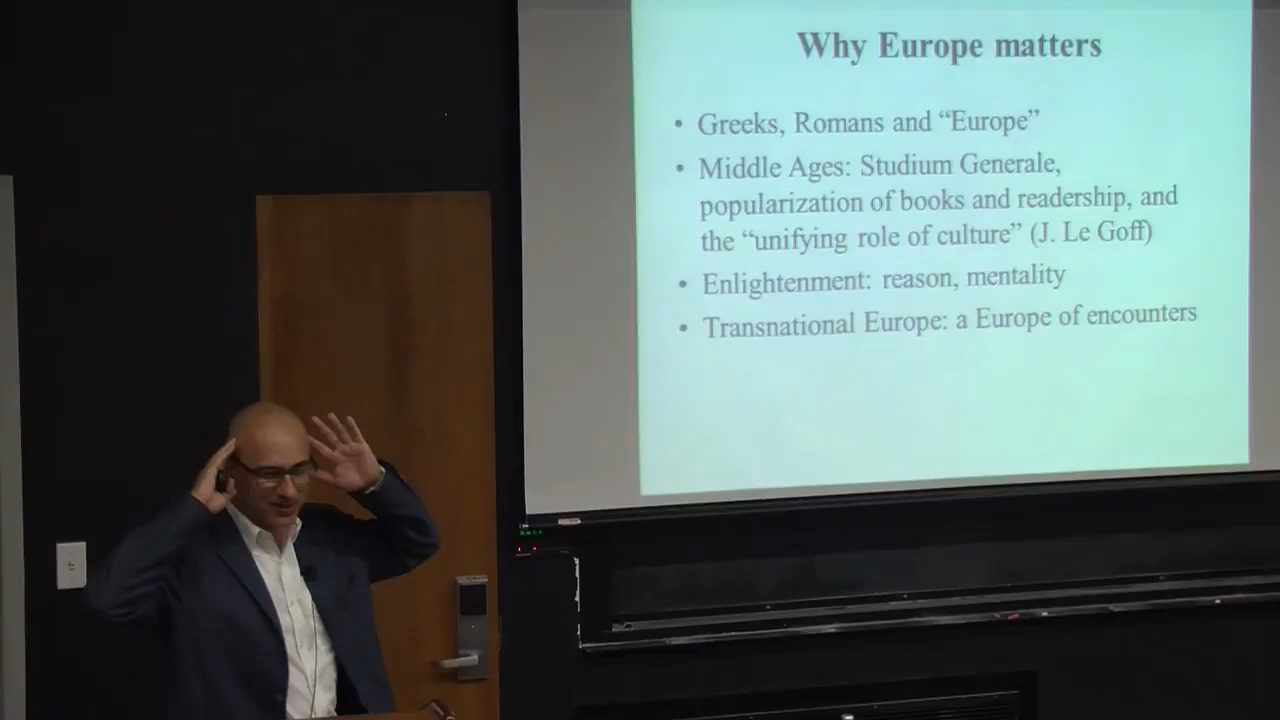 Why Europe matters
• Greeks, Romans and “Europe”
• Middle Ages: Studium Generale,
popularization of books and readership, and
the “unifying role of culture” (J. Le Goff)
• Enlightenment: reason, mentality
• Transnational Europe: a Europe of encounters